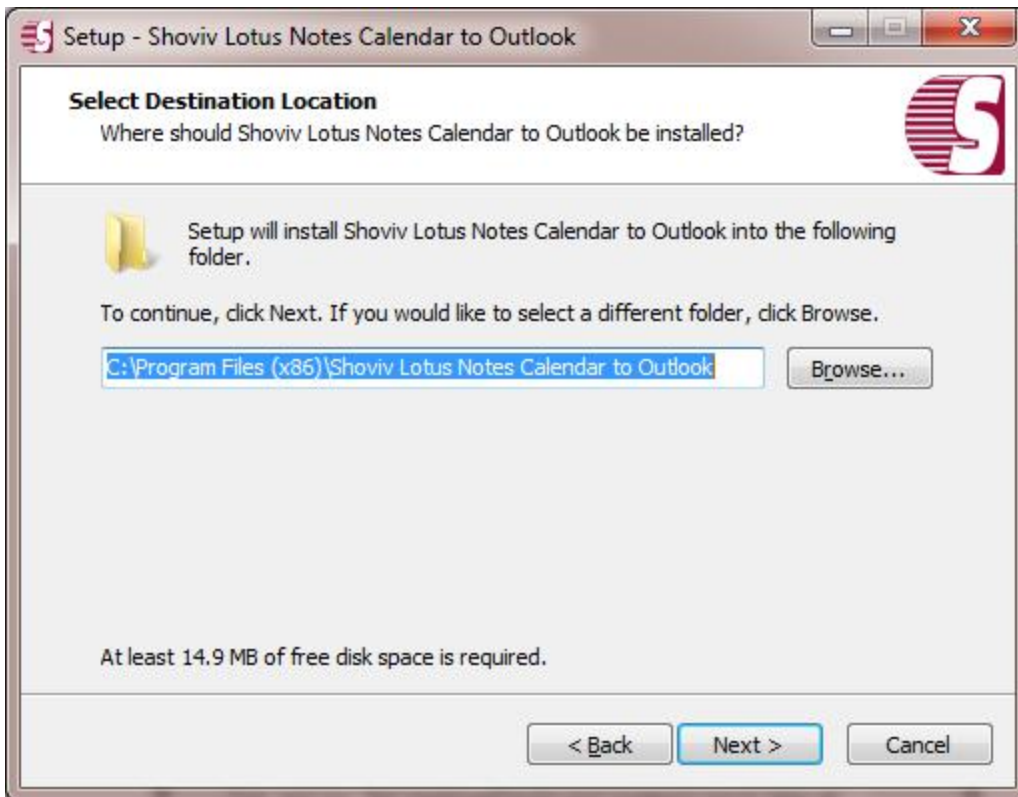 Setup - Shoviv Lotus Notes Calendar to Outlook
Select Destination Location
Where should Shoviv Lotus Notes Calendar to Outlook be installed?
Setup will install Shoviv Lotus Notes Calendar to Outlook into the following
folder.
To continue, click Next. If you would like to select a different folder, click Browse.
C:\Program Files (x86)\Shoviv Lotus Notes Calendar to Outlook
Browse...
At least 14.9 MB of free disk space is required.
< Back Next > Cancel